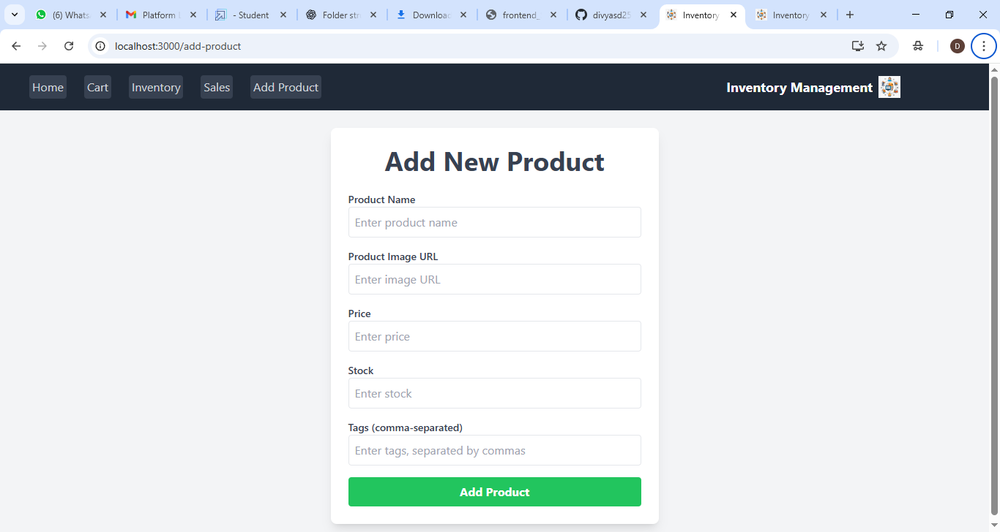 (6) Whats
Platform L
- Student
Folder str
Download
frontend_
divyasd25
Inventory
Inventory
localhost:3000/add-product
D
Home
Cart
Inventory
Sales
Add Product
Inventory Management
Add New Product
Product Name
Enter product name
Product Image URL
Enter image URL
Price
Enter price
Stock
Enter stock
Tags (comma-separated)
Enter tags, separated by commas
Add Product